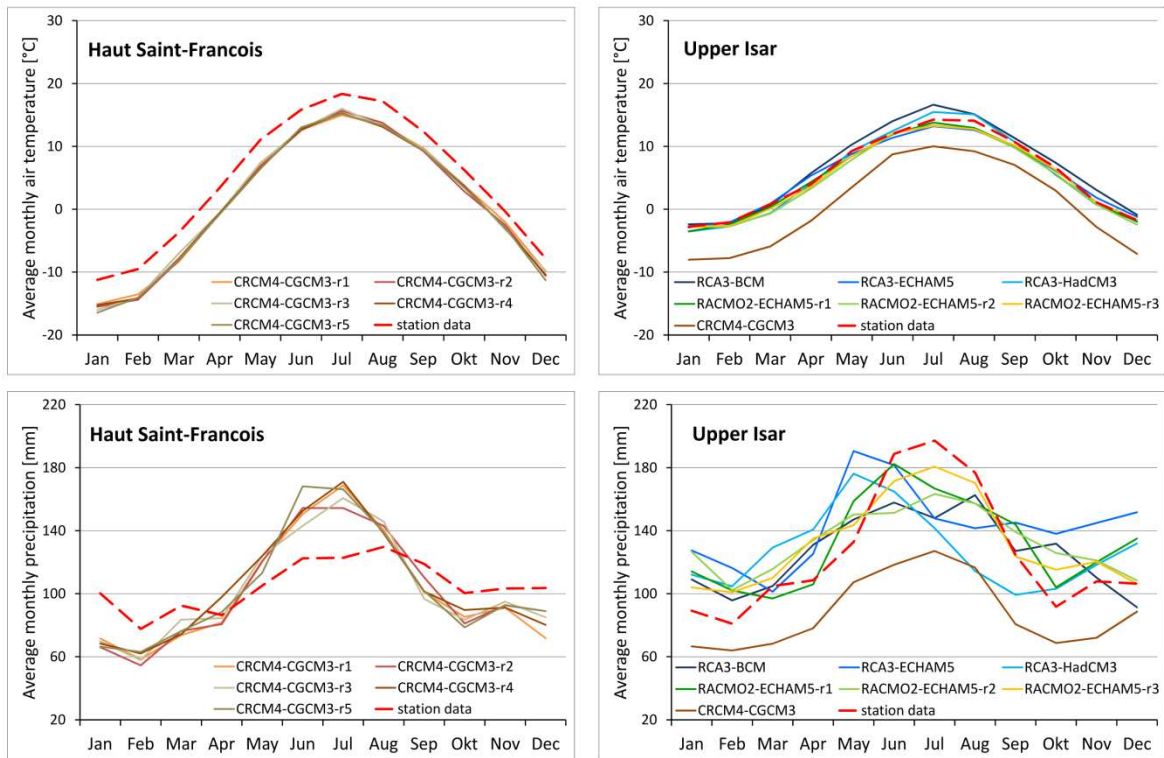 Average monthly air temperature [°C]
30
20
10
0
-10
-20
Haut Saint-Francois
CRCM4-CGCM3-r1 CRCM4-CGCM3-r2
CRCM4-CGCM3-r3 CRCM4-CGCM3-r4
CRCM4-CGCM3-r5 station data
Jan Feb Mar Apr May Jun Jul Aug Sep Okt Nov Dec
Average monthly air temperature [°C]
30
20
10
0
-10
-20
Upper Isar
RCA3-BCM RCA3-ECHAM5 RCA3-HadCM3
RACMO2-ECHAM5-r1 RACMO2-ECHAM5-r2 RACMO2-ECHAM5-r3
CRCM4-CGCM3 station data
Jan Feb Mar Apr May Jun Jul Aug Sep Okt Nov Dec
Average monthly precipitation [mm]
220
180
140
100
60
20
Haut Saint-Francois
CRCM4-CGCM3-r1 CRCM4-CGCM3-r2
CRCM4-CGCM3-r3 CRCM4-CGCM3-r4
CRCM4-CGCM3-r5 station data
Jan Feb Mar Apr May Jun Jul Aug Sep Okt Nov Dec
Average monthly precipitation [mm]
220
180
140
100
60
20
Upper Isar
RCA3-BCM RCA3-ECHAM5 RCA3-HadCM3
RACMO2-ECHAM5-r1 RACMO2-ECHAM5-r2 RACMO2-ECHAM5-r3
CRCM4-CGCM3 station data
Jan Feb Mar Apr May Jun Jul Aug Sep Okt Nov Dec